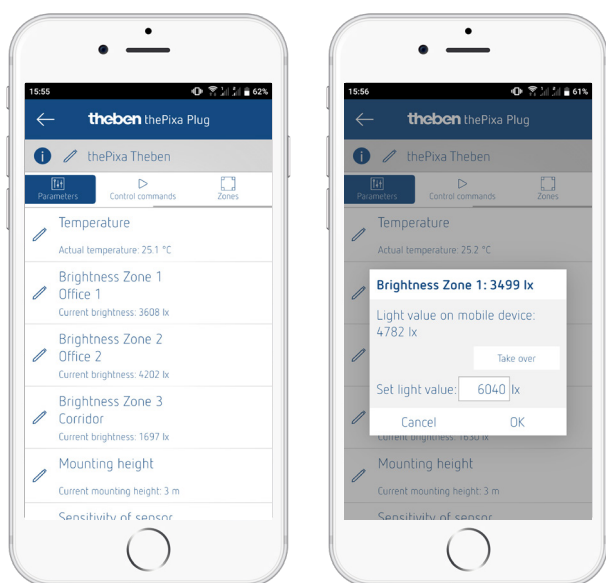 15:55
62%
theben thePixa Plug
i
thePixa Theben
Parameters
Control commands
Zones
Temperature
Actual temperature: 25.1 °C
Brightness Zone 1
Office 1
Current brightness: 3608 lx
Brightness Zone 2
Office 2
Current brightness: 4202 lx
Brightness Zone 3
Corridor
Current brightness: 1697 lx
Mounting height
Current mounting height: 3 m
Sensitivity of sensor
15:56
61%
theben thePixa Plug
i
thePixa Theben
Parameters
Control commands
Zones
Temperature
Actual temperature: 25.2 °C
Brightness Zone 1: 3499 lx
Light value on mobile device:
4782 lx
Take over
Set light value: 6040 lx
Cancel
OK
Current brightness: 1630 lx
Mounting height
Current mounting height: 3 m
Sensitivity of sensor